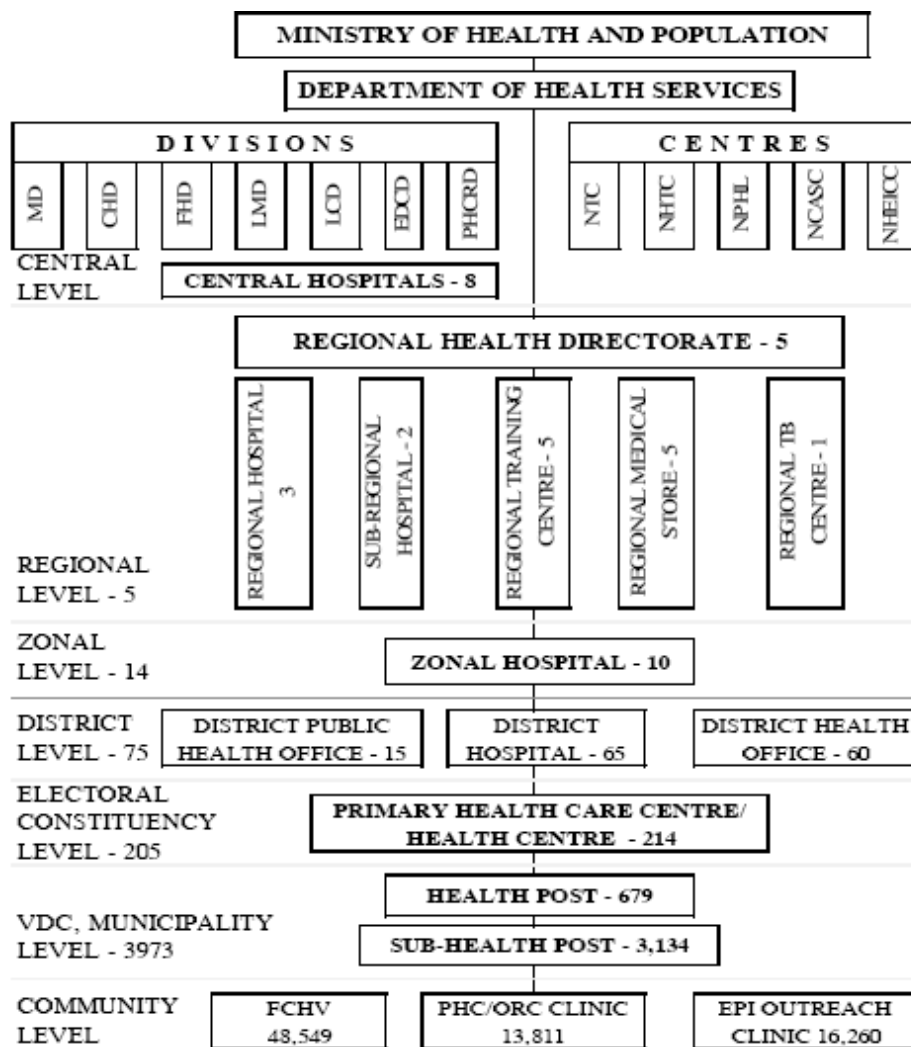 MINISTRY OF HEALTH AND POPULATION
DEPARTMENT OF HEALTH SERVICES
DIVISIONS
CENTRES
MD
CHD
FHD
LMD
LCD
EDCD
PHCRD
NTC
NHTC
NPHL
NCASC
NHEICC
CENTRAL
LEVEL
CENTRAL HOSPITALS - 8
REGIONAL HEALTH DIRECTORATE - 5
REGIONAL HOSPITAL
3
SUB-REGIONAL
HOSPITAL - 2
REGIONAL TRAINING
CENTRE - 5
REGIONAL MEDICAL
STORE - 5
REGIONAL TB
CENTRE - 1
REGIONAL
LEVEL - 5
ZONAL
LEVEL - 14
ZONAL HOSPITAL - 10
DISTRICT
LEVEL - 75
DISTRICT PUBLIC
HEALTH OFFICE - 15
DISTRICT
HOSPITAL - 65
DISTRICT HEALTH
OFFICE - 60
ELECTORAL
CONSTITUENCY
LEVEL - 205
PRIMARY HEALTH CARE CENTRE/
HEALTH CENTRE - 214
VDC, MUNICIPALITY
LEVEL - 3973
HEALTH POST - 679
SUB-HEALTH POST - 3,134
COMMUNITY
LEVEL
FCHV
48,549
PHC/ORC CLINIC
13,811
EPI OUTREACH
CLINIC 16,260